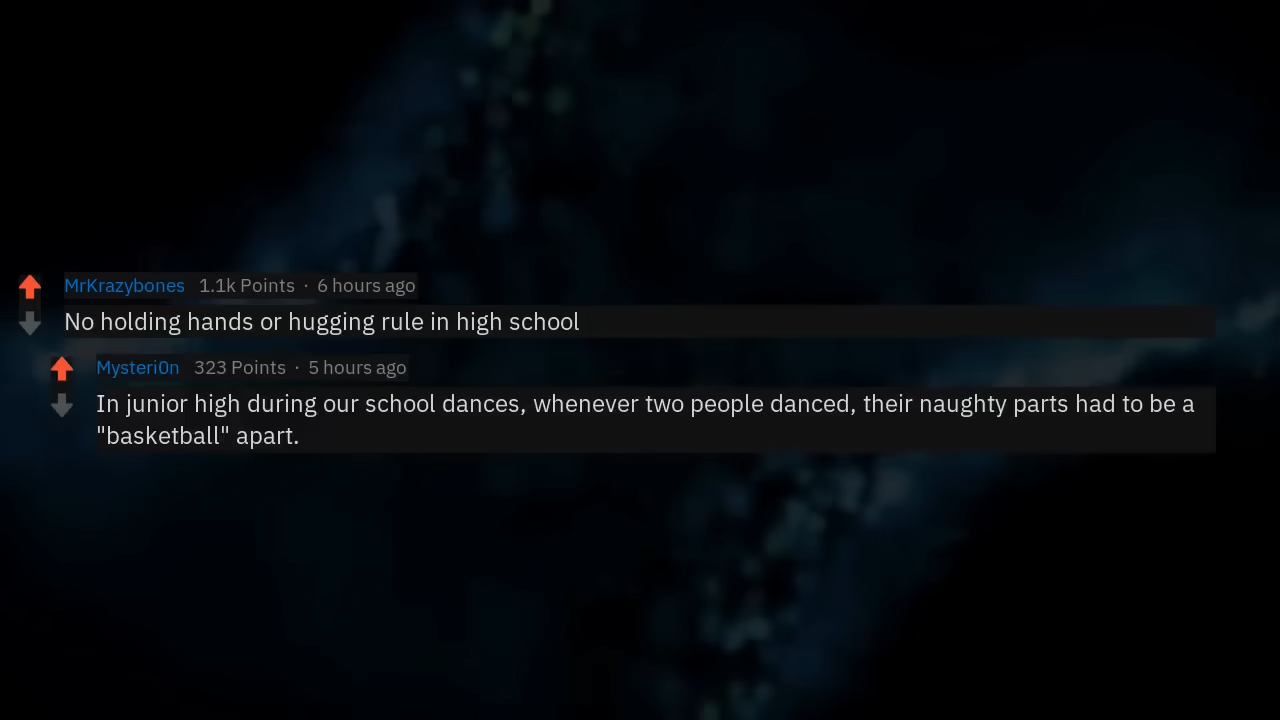 MrKrazybones 1.1k Points · 6 hours ago
No holding hands or hugging rule in high school
Mysteri0n 323 Points · 5 hours ago
In junior high during our school dances, whenever two people danced, their naughty parts had to be a
"basketball" apart.